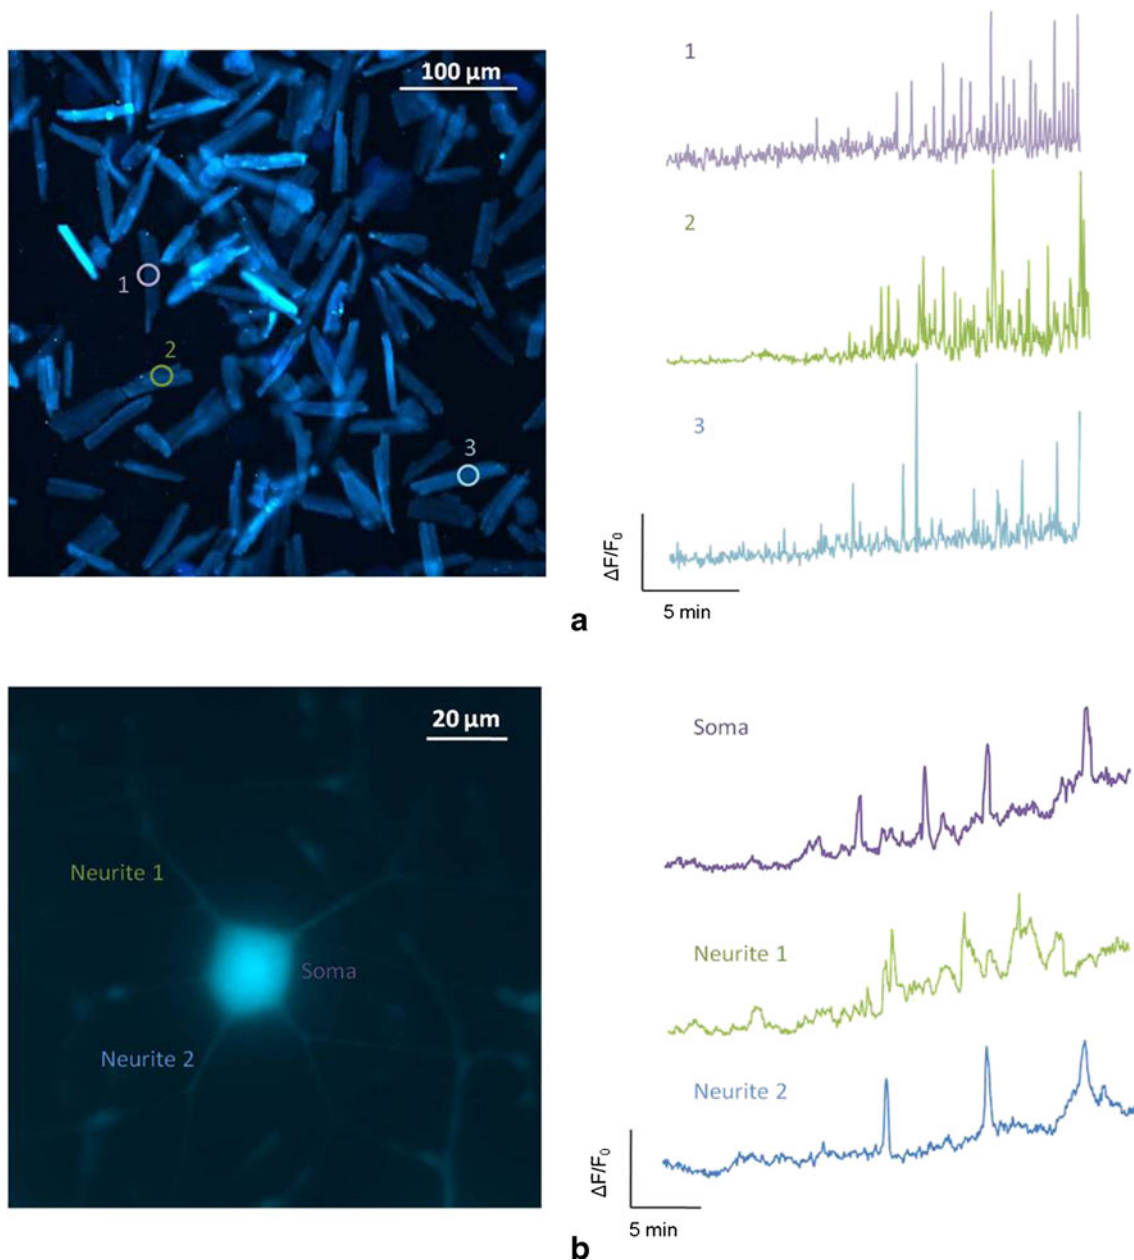 100 μm
1
2
3
1
2
3
ΔF/F₀
5 min
a
20 μm
Neurite 1
Soma
Neurite 2
Soma
Neurite 1
Neurite 2
ΔF/F₀
5 min
b